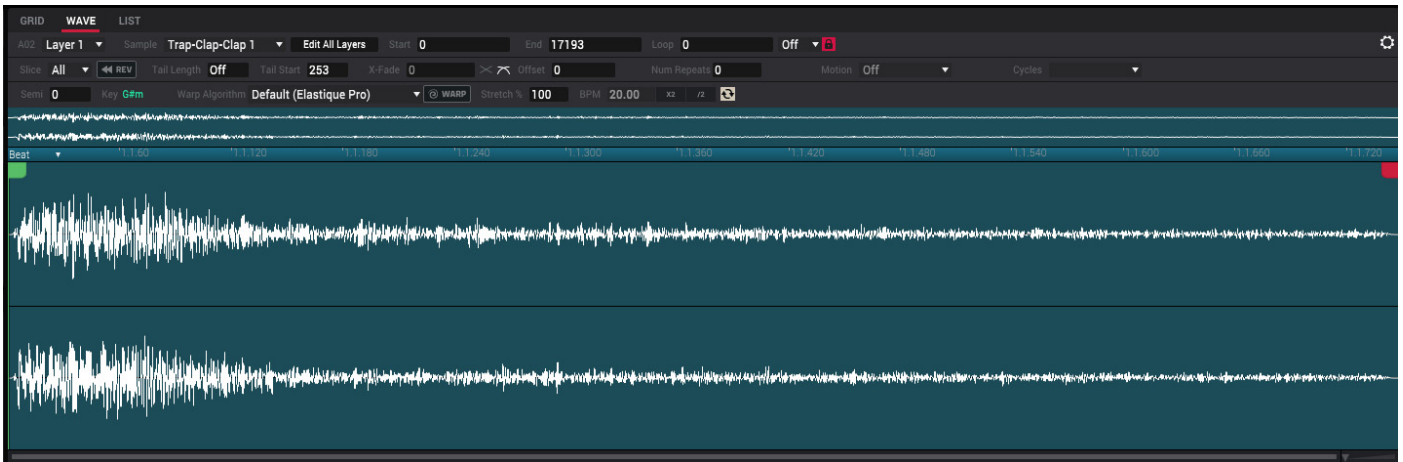 GRID WAVE LIST
A02 Layer 1 Sample Trap-Clap-Clap 1 Edit All Layers Start 0 End 17193 Loop 0 Off
Slice All REV Tail Length Off Tail Start 253 X-Fade 0 Offset 0 Num Repeats 0 Motion Off Cycles
Semi 0 Key G#m Warp Algorithm Default (Elastique Pro) WARP Stretch % 100 BPM 20.00 X2 /2
Beat '1.1.60 '1.1.120 '1.1.180 '1.1.240 '1.1.300 '1.1.360 '1.1.420 '1.1.480 '1.1.540 '1.1.600 '1.1.660 '1.1.720